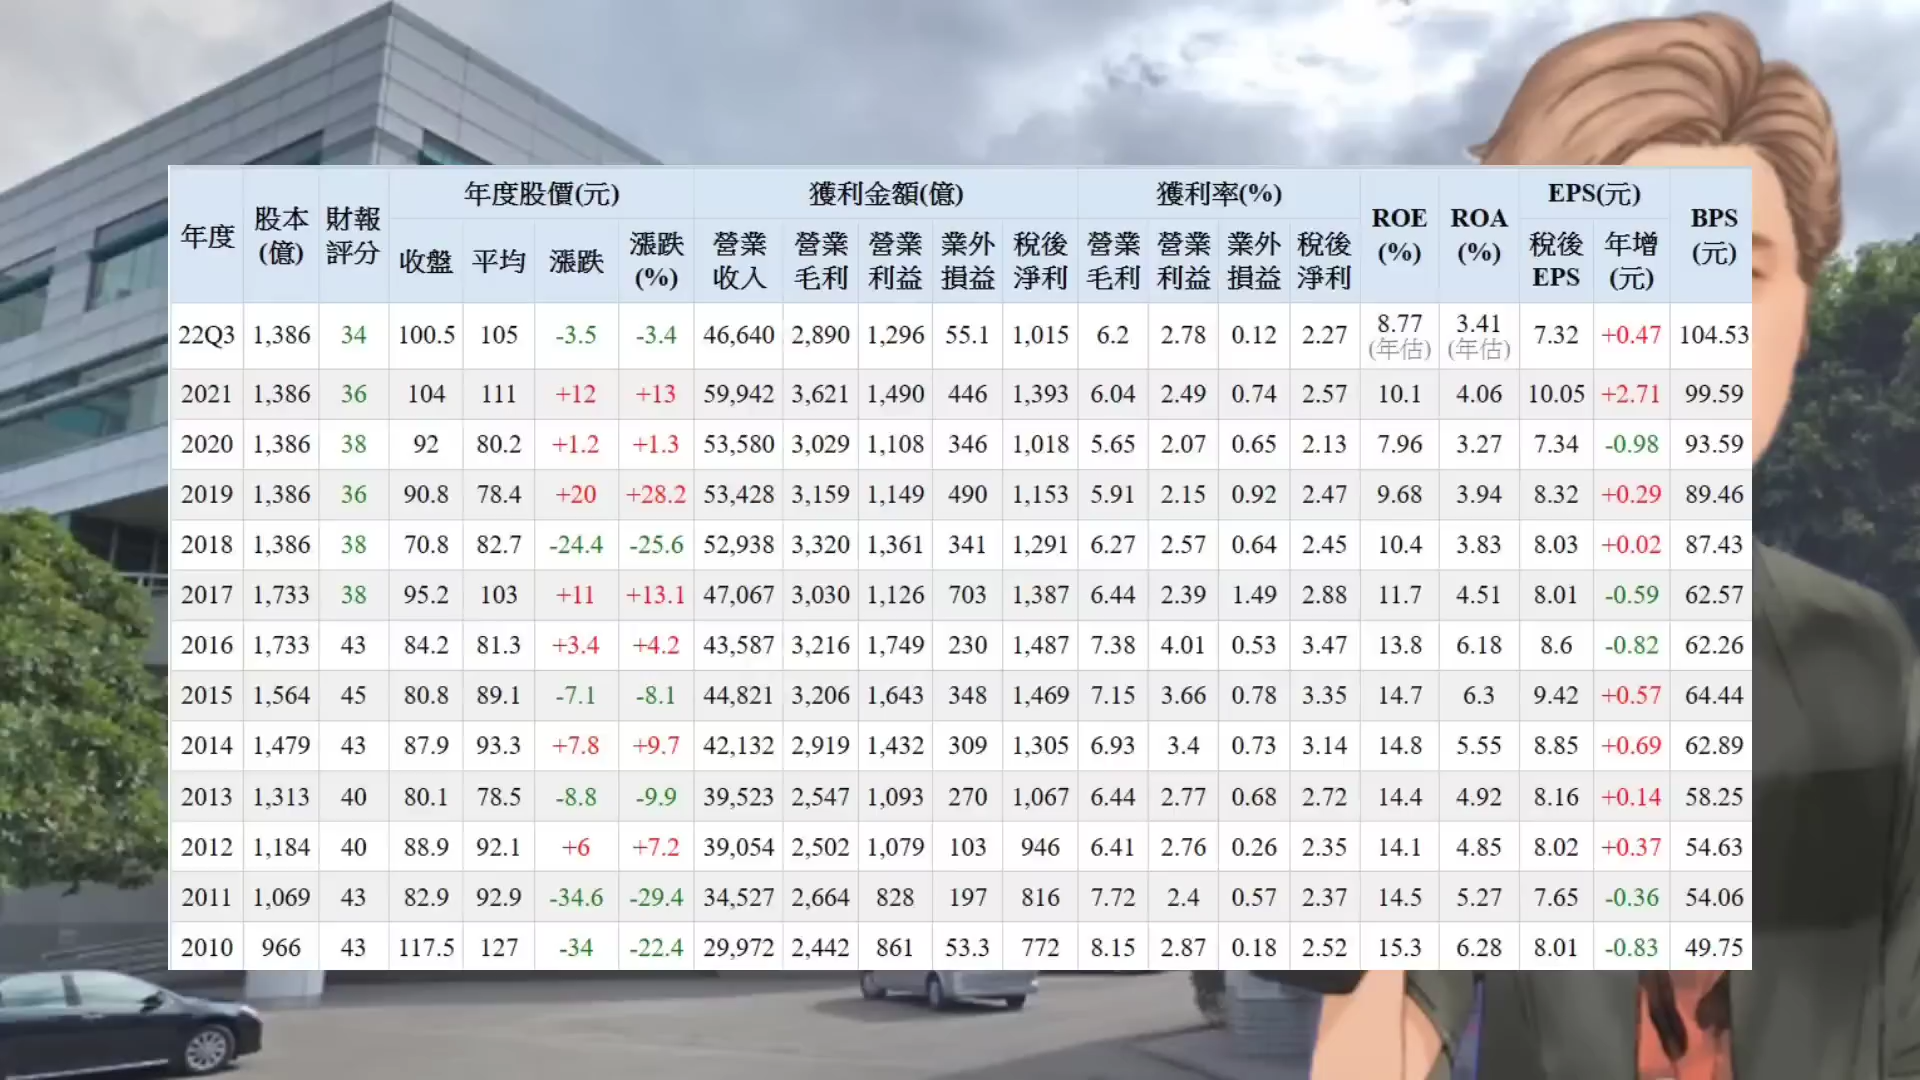 年度 股本(億) 財報評分 年度股價(元) 獲利金額(億) 獲利率(%) ROE(%) ROA(%) EPS(元) BPS(元)
收盤 平均 漲跌 漲跌(%) 營業收入 營業毛利 營業利益 業外損益 稅後淨利 營業毛利 營業利益 業外損益 稅後淨利 稅後EPS 年增(元)
22Q3 1,386 34 100.5 105 -3.5 -3.4 46,640 2,890 1,296 55.1 1,015 6.2 2.78 0.12 2.27 8.77(年估) 3.41(年估) 7.32 +0.47 104.53
2021 1,386 36 104 111 +12 +13 59,942 3,621 1,490 446 1,393 6.04 2.49 0.74 2.57 10.1 4.06 10.05 +2.71 99.59
2020 1,386 38 92 80.2 +1.2 +1.3 53,580 3,029 1,108 346 1,018 5.65 2.07 0.65 2.13 7.96 3.27 7.34 -0.98 93.59
2019 1,386 36 90.8 78.4 +20 +28.2 53,428 3,159 1,149 490 1,153 5.91 2.15 0.92 2.47 9.68 3.94 8.32 +0.29 89.46
2018 1,386 38 70.8 82.7 -24.4 -25.6 52,938 3,320 1,361 341 1,291 6.27 2.57 0.64 2.45 10.4 3.83 8.03 +0.02 87.43
2017 1,733 38 95.2 103 +11 +13.1 47,067 3,030 1,126 703 1,387 6.44 2.39 1.49 2.88 11.7 4.51 8.01 -0.59 62.57
2016 1,733 43 84.2 81.3 +3.4 +4.2 43,587 3,216 1,749 230 1,487 7.38 4.01 0.53 3.47 13.8 6.18 8.6 -0.82 62.26
2015 1,564 45 80.8 89.1 -7.1 -8.1 44,821 3,206 1,643 348 1,469 7.15 3.66 0.78 3.35 14.7 6.3 9.42 +0.57 64.44
2014 1,479 43 87.9 93.3 +7.8 +9.7 42,132 2,919 1,432 309 1,305 6.93 3.4 0.73 3.14 14.8 5.55 8.85 +0.69 62.89
2013 1,313 40 80.1 78.5 -8.8 -9.9 39,523 2,547 1,093 270 1,067 6.44 2.77 0.68 2.72 14.4 4.92 8.16 +0.14 58.25
2012 1,184 40 88.9 92.1 +6 +7.2 39,054 2,502 1,079 103 946 6.41 2.76 0.26 2.35 14.1 4.85 8.02 +0.37 54.63
2011 1,069 43 82.9 92.9 -34.6 -29.4 34,527 2,664 828 197 816 7.72 2.4 0.57 2.37 14.5 5.27 7.65 -0.36 54.06
2010 966 43 117.5 127 -34 -22.4 29,972 2,442 861 53.3 772 8.15 2.87 0.18 2.52 15.3 6.28 8.01 -0.83 49.75